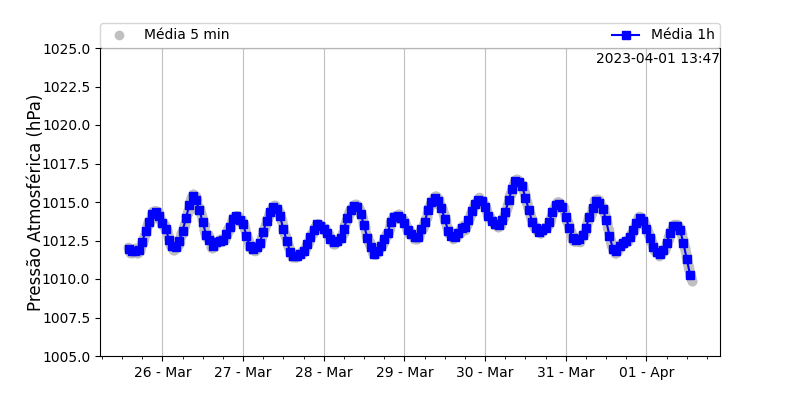 Média 5 min
Média 1h
2023-04-01 13:47
Pressão Atmosférica (hPa)
1025.0
1022.5
1020.0
1017.5
1015.0
1012.5
1010.0
1007.5
1005.0
26 - Mar
27 - Mar
28 - Mar
29 - Mar
30 - Mar
31 - Mar
01 - Apr